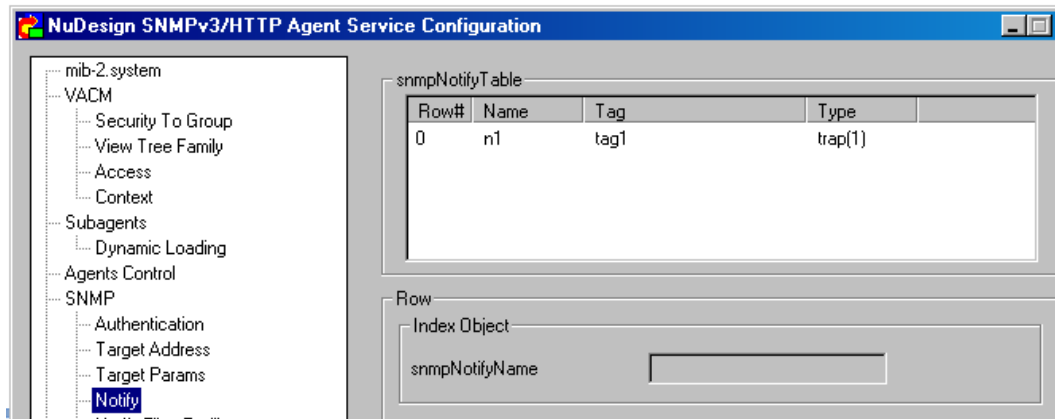 NuDesign SNMPv3/HTTP Agent Service Configuration
mib-2.system
VACM
Security To Group
View Tree Family
Access
Context
Subagents
Dynamic Loading
Agents Control
SNMP
Authentication
Target Address
Target Params
Notify
snmpNotifyTable
Row# Name Tag Type
0 n1 tag1 trap(1)
Row
Index Object
snmpNotifyName